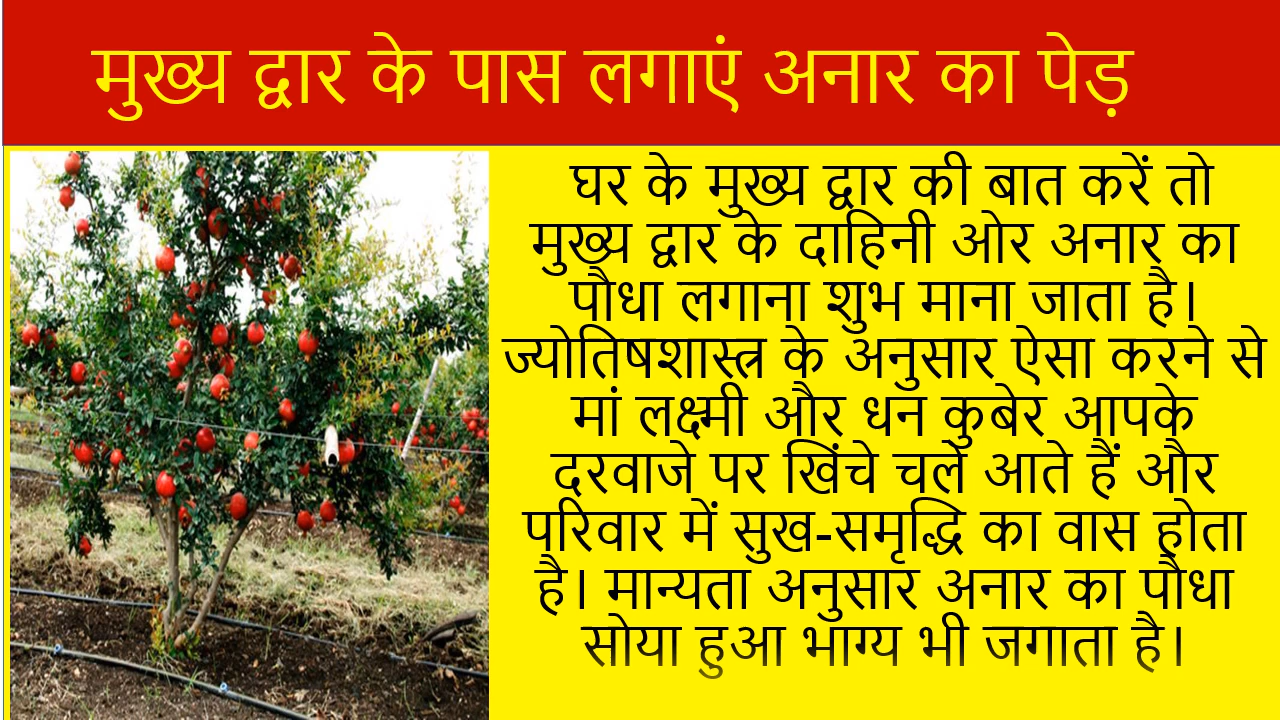 मुख्य द्वार के पास लगाएं अनार का पेड़
घर के मुख्य द्वार की बात करें तो
मुख्य द्वार के दाहिनी ओर अनार का
पौधा लगाना शुभ माना जाता है।
ज्योतिषशास्त्र के अनुसार ऐसा करने से
मां लक्ष्मी और धन कुबेर आपके
दरवाजे पर खिंचे चले आते हैं और
परिवार में सुख-समृद्धि का वास होता
है। मान्यता अनुसार अनार का पौधा
सोया हुआ भाग्य भी जगाता है।